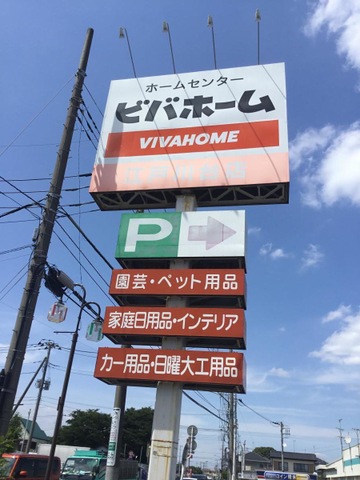 ホームセンター
ビバホーム
VIVAHOME
P
園芸・ペット用品
家庭日用品・インテリア
カー用品・日曜大工用品